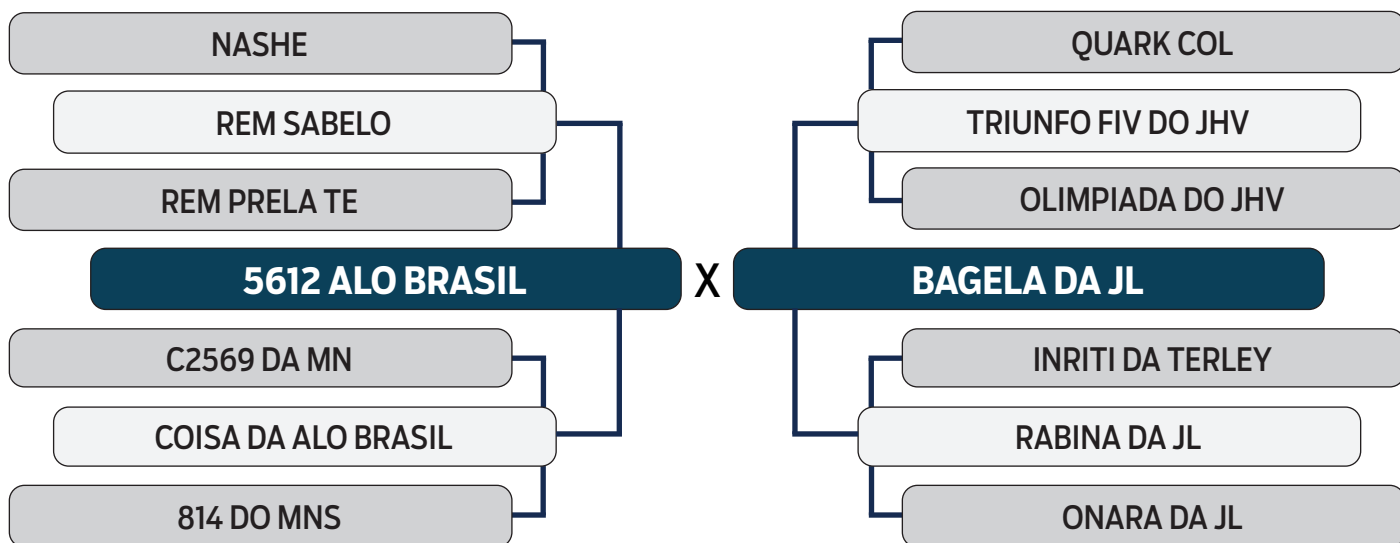 NASHE
QUARK COL
REM SABELO
TRIUNFO FIV DO JHV
REM PRELA TE
OLIMPIADA DO JHV
5612 ALO BRASIL X BAGELA DA JL
C2569 DA MN
INRITI DA TERLEY
COISA DA ALO BRASIL
RABINA DA JL
814 DO MNS
ONARA DA JL